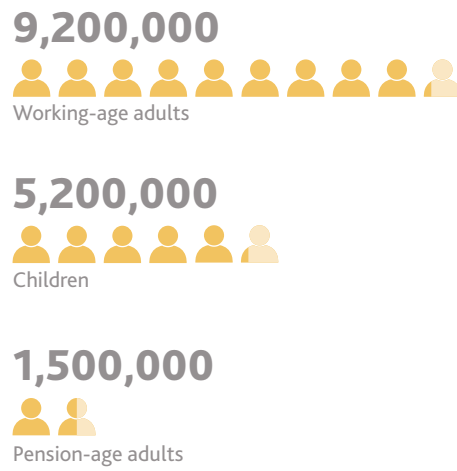 9,200,000
Working-age adults
5,200,000
Children
1,500,000
Pension-age adults